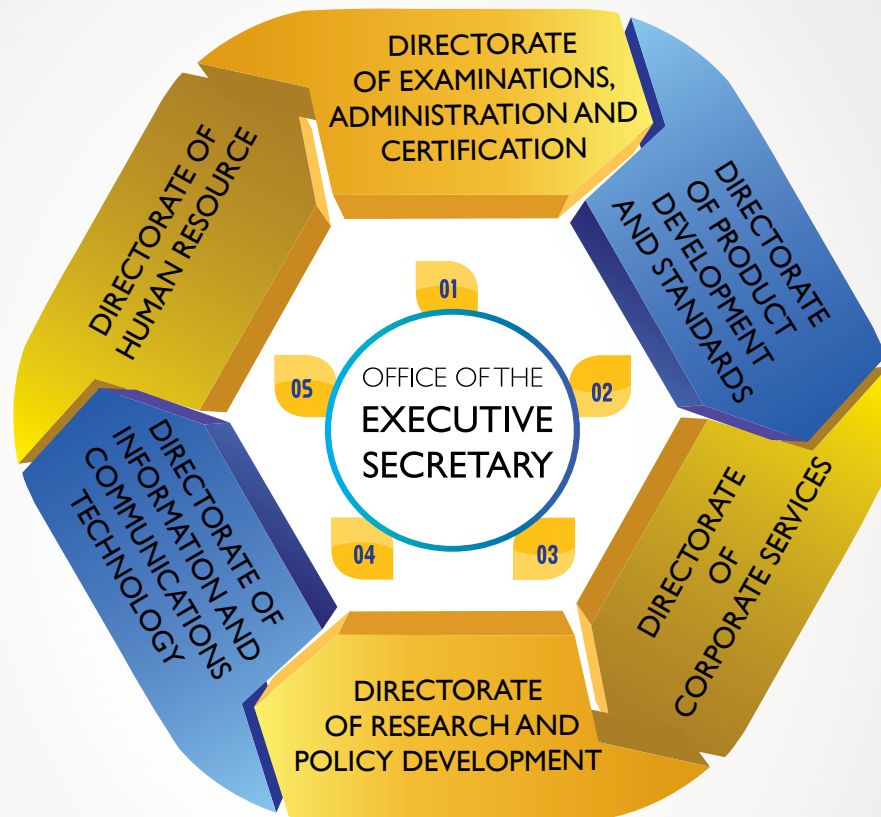 DIRECTORATE
OF EXAMINATIONS,
ADMINISTRATION AND
CERTIFICATION
DIRECTORATE
OF PRODUCT
DEVELOPMENT
AND STANDARDS
DIRECTORATE
OF
CORPORATE SERVICES
DIRECTORATE
OF RESEARCH AND
POLICY DEVELOPMENT
DIRECTORATE OF
INFORMATION AND
COMMUNICATIONS
TECHNOLOGY
DIRECTORATE OF
HUMAN RESOURCE
01
02
03
04
05
OFFICE OF THE
EXECUTIVE
SECRETARY